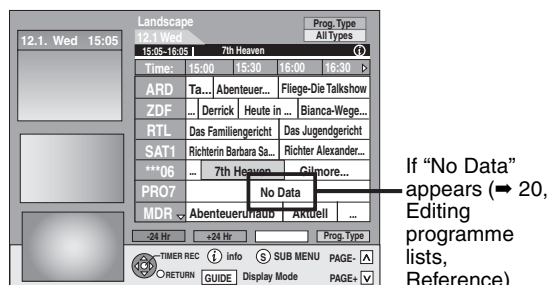 Landscape
Prog.Type
12.1. Wed 15:05
12.1 Wed
All Types
15:05~16:05 7th Heaven
Time: 15:00 15:30 16:00 16:30
ARD Ta... Abenteuer... Fliege-Die Talkshow
ZDF ... Derrick Heute in ... Bianca-Wege...
RTL Das Familiengericht Das Jugendgericht
SAT1 Richterin Barbara Sa... Richter Alexander...
***06 ... 7th Heaven Gilmore...
PRO7 No Data
MDR Abenteuerurlaub Aktuell ...
-24 Hr +24 Hr Prog.Type
TIMER REC i info S SUB MENU PAGE-
RETURN GUIDE Display Mode PAGE+
If “No Data”
appears (➡ 20,
Editing
programme
lists,
Reference)